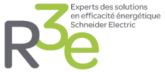 R3e
Experts des solutions
en efficacité énergétique
Schneider Electric